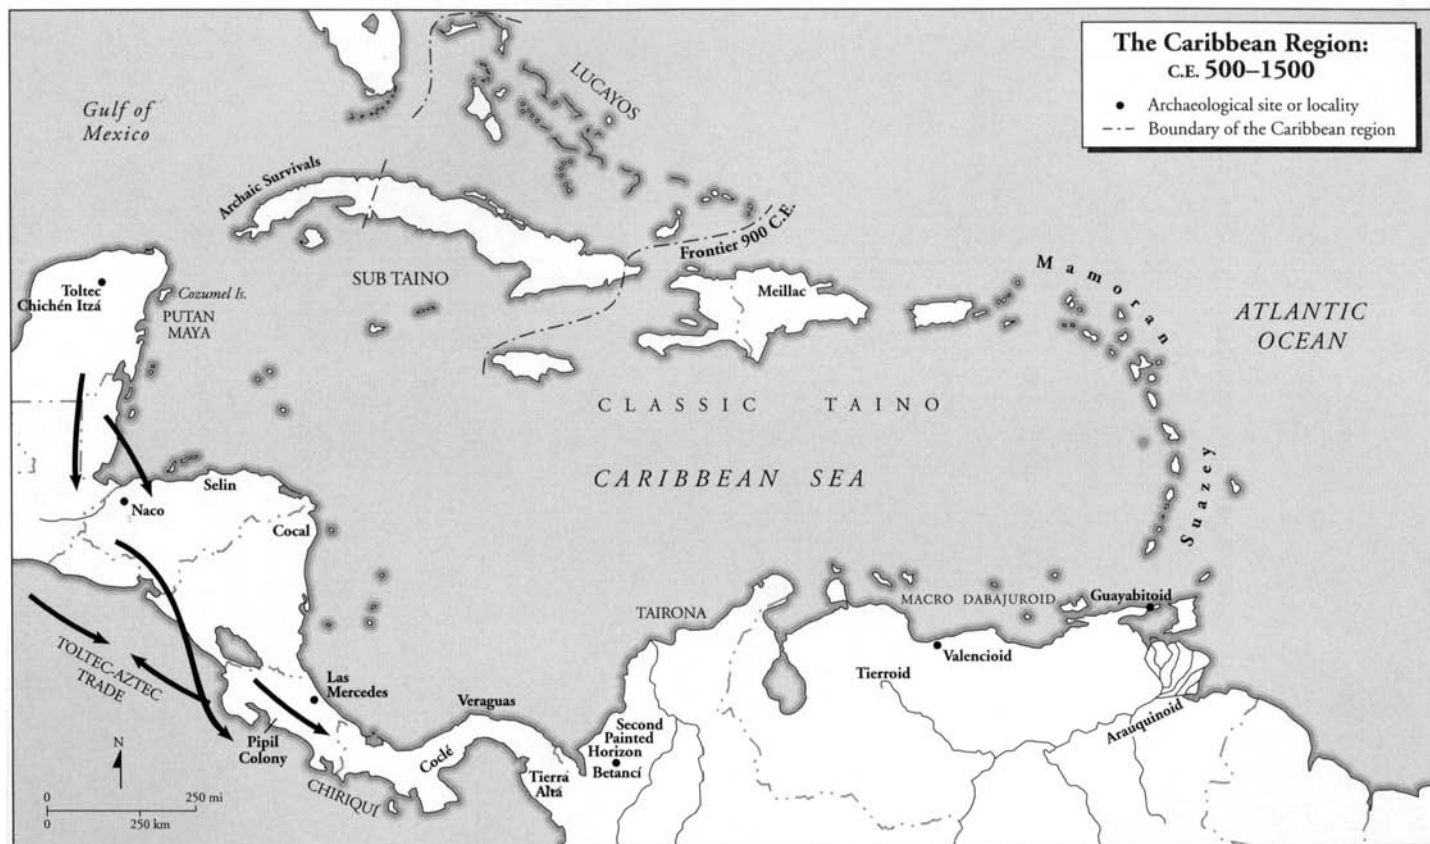 The Caribbean Region:
C.E. 500–1500
Archaeological site or locality
Boundary of the Caribbean region
Gulf of
Mexico
LUCAYOS
Archaic Survivals
Frontier 900 C.E.
SUB TAINO
Meillac
Mamoran
ATLANTIC
OCEAN
Toltec
Chichén Itzá
Cozumel Is.
PUTAN
MAYA
CLASSIC TAINO
CARIBBEAN SEA
Suazey
Selin
Naco
Cocal
TAIRONA
MACRO DABAJUROID
Guayabitoid
Valencioid
Tierroid
Arauquinoid
TOLTEC-AZTEC
TRADE
Las
Mercedes
Veraguas
Second
Painted
Horizon
Betancí
Pipil
Colony
Coclé
Tierra
Altá
CHIRIQUI
N
0 250 mi
0 250 km